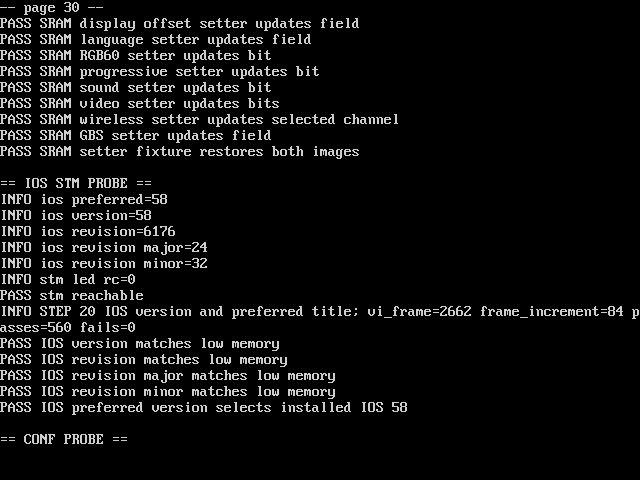 -- page 30 --
PASS SRAM display offset setter updates field
PASS SRAM language setter updates field
PASS SRAM RGB60 setter updates bit
PASS SRAM progressive setter updates bit
PASS SRAM sound setter updates bit
PASS SRAM video setter updates bits
PASS SRAM wireless setter updates selected channel
PASS SRAM GBS setter updates field
PASS SRAM setter fixture restores both images
== IOS STM PROBE ==
INFO ios preferred=58
INFO ios version=58
INFO ios revision=6176
INFO ios revision major=24
INFO ios revision minor=32
INFO stm led rc=0
PASS stm reachable
INFO STEP 20 IOS version and preferred title; vi_frame=2662 frame_increment=84 p
asses=560 fails=0
PASS IOS version matches low memory
PASS IOS revision matches low memory
PASS IOS revision major matches low memory
PASS IOS revision minor matches low memory
PASS IOS preferred version selects installed IOS 58
== CONF PROBE ==